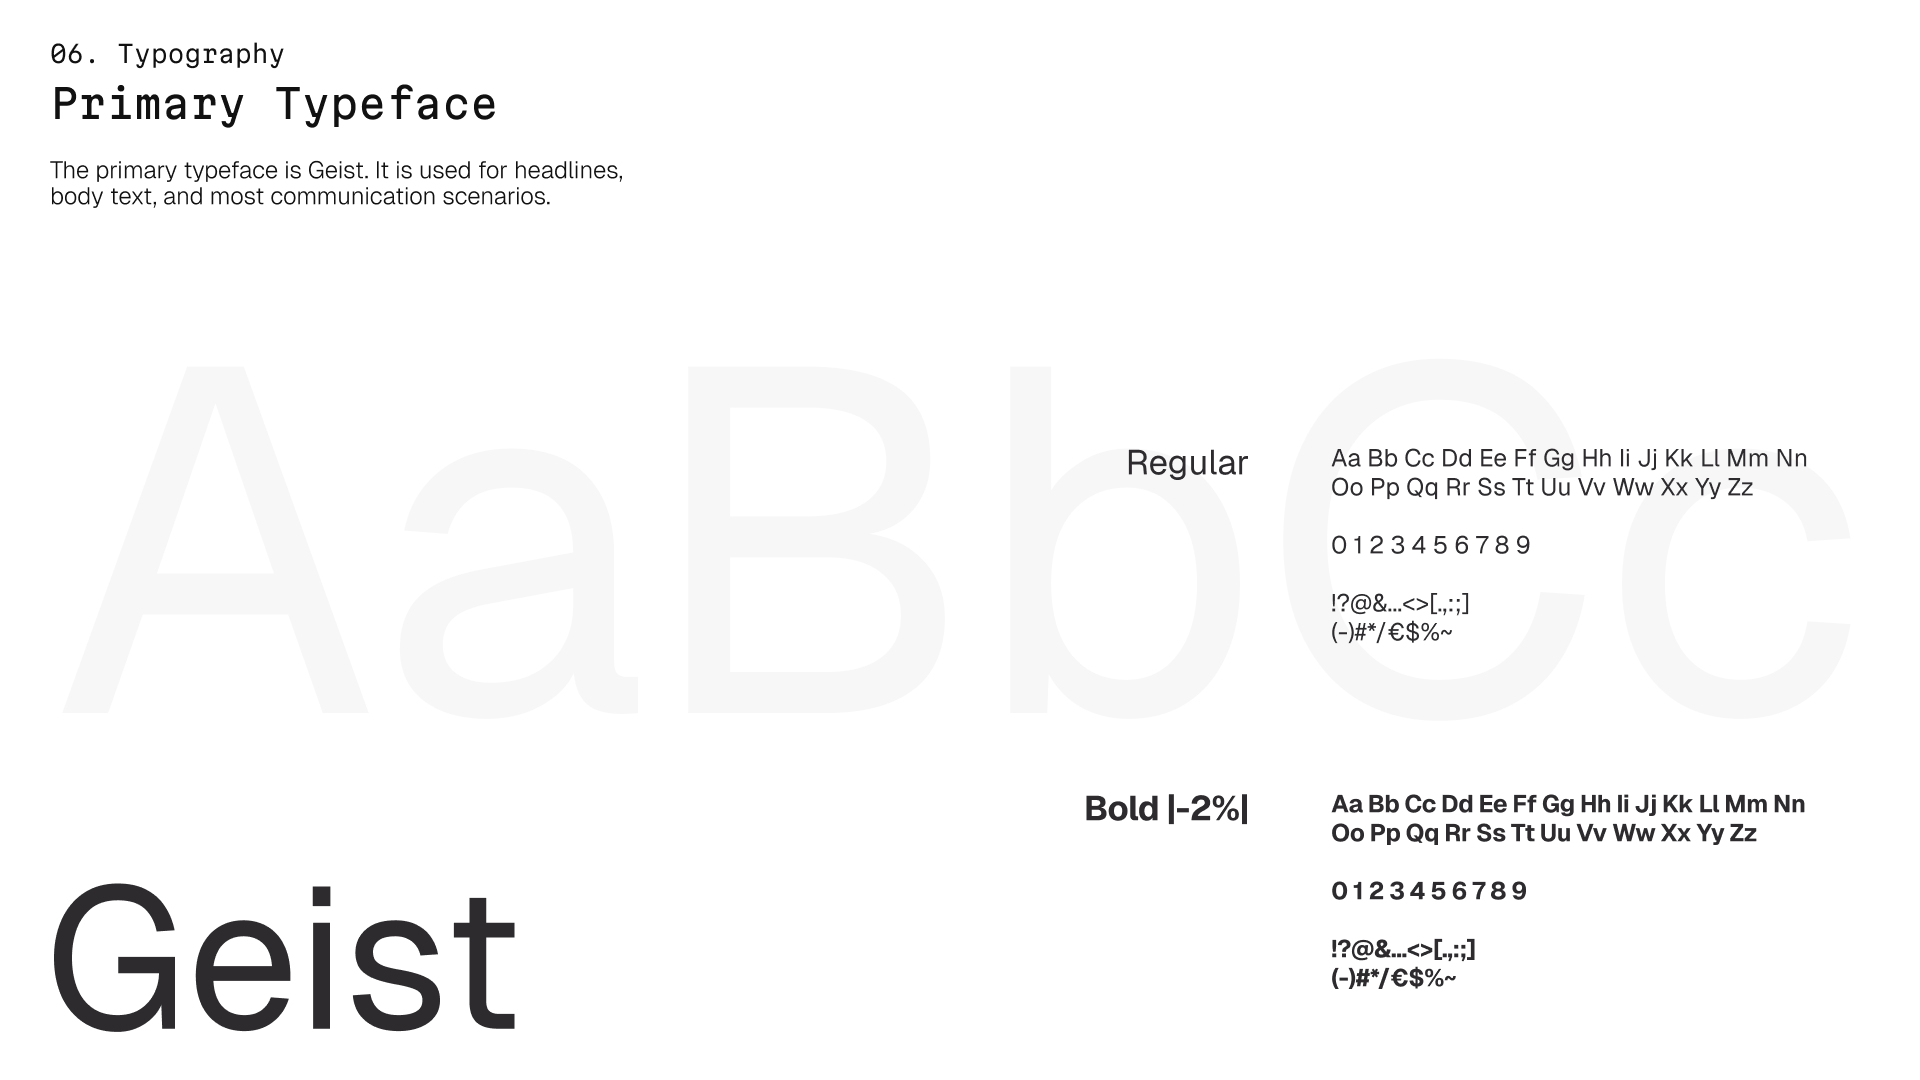 06. Typography
Primary Typeface
The primary typeface is Geist. It is used for headlines,
body text, and most communication scenarios.
AaBbCc
Regular
Aa Bb Cc Dd Ee Ff Gg Hh Ii Jj Kk Ll Mm Nn
Oo Pp Qq Rr Ss Tt Uu Vv Ww Xx Yy Zz
0 1 2 3 4 5 6 7 8 9
!?@&...<>[.,:;]
(-)#*/€$%~
Bold |-2%|
Aa Bb Cc Dd Ee Ff Gg Hh Ii Jj Kk Ll Mm Nn
Oo Pp Qq Rr Ss Tt Uu Vv Ww Xx Yy Zz
0 1 2 3 4 5 6 7 8 9
!?@&...<>[.,:;]
(-)#*/€$%~
Geist